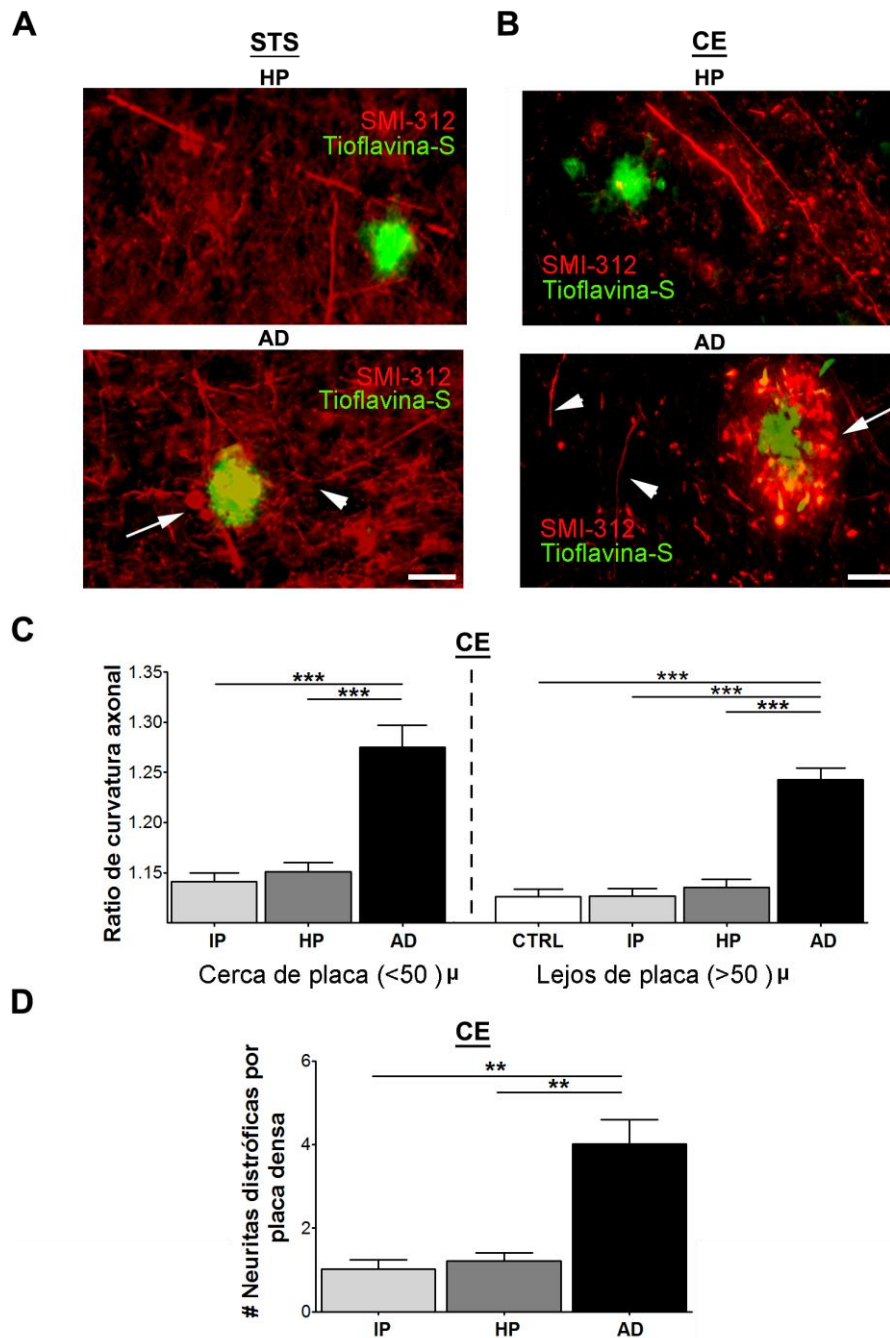 A
STS
HP
SMI-312
Tioflavina-S
AD
SMI-312
Tioflavina-S
B
CE
HP
SMI-312
Tioflavina-S
AD
SMI-312
Tioflavina-S
C
CE
Ratio de curvatura axonal
1.35
1.30
1.25
1.20
1.15
***
***
***
***
***
IP
HP
AD
CTRL
IP
HP
AD
Cerca de placa (<50 ) µ
Lejos de placa (>50 ) µ
D
CE
# Neuritas distróficas por
placa densa
6
4
2
0
**
**
IP
HP
AD